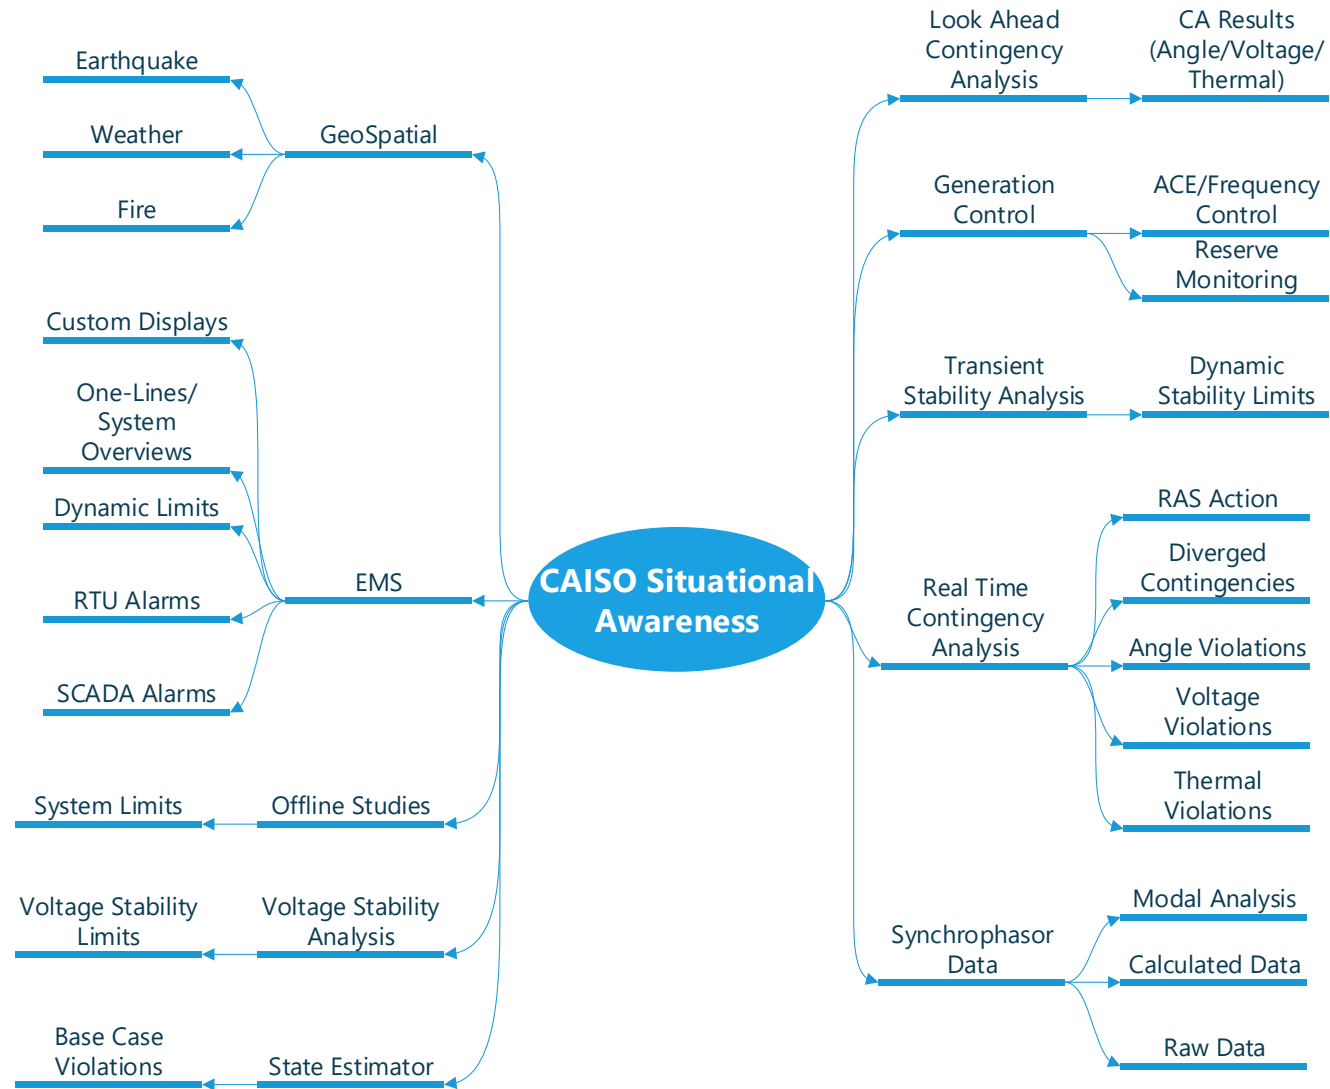 Earthquake
Weather
Fire
GeoSpatial
Custom Displays
One-Lines/
System
Overviews
Dynamic Limits
RTU Alarms
SCADA Alarms
EMS
System Limits
Offline Studies
Voltage Stability
Limits
Voltage Stability
Analysis
Base Case
Violations
State Estimator
CAISO Situational
Awareness
Look Ahead
Contingency
Analysis
CA Results
(Angle/Voltage/
Thermal)
Generation
Control
ACE/Frequency
Control
Reserve
Monitoring
Transient
Stability Analysis
Dynamic
Stability Limits
Real Time
Contingency
Analysis
RAS Action
Diverged
Contingencies
Angle Violations
Voltage
Violations
Thermal
Violations
Synchrophasor
Data
Modal Analysis
Calculated Data
Raw Data